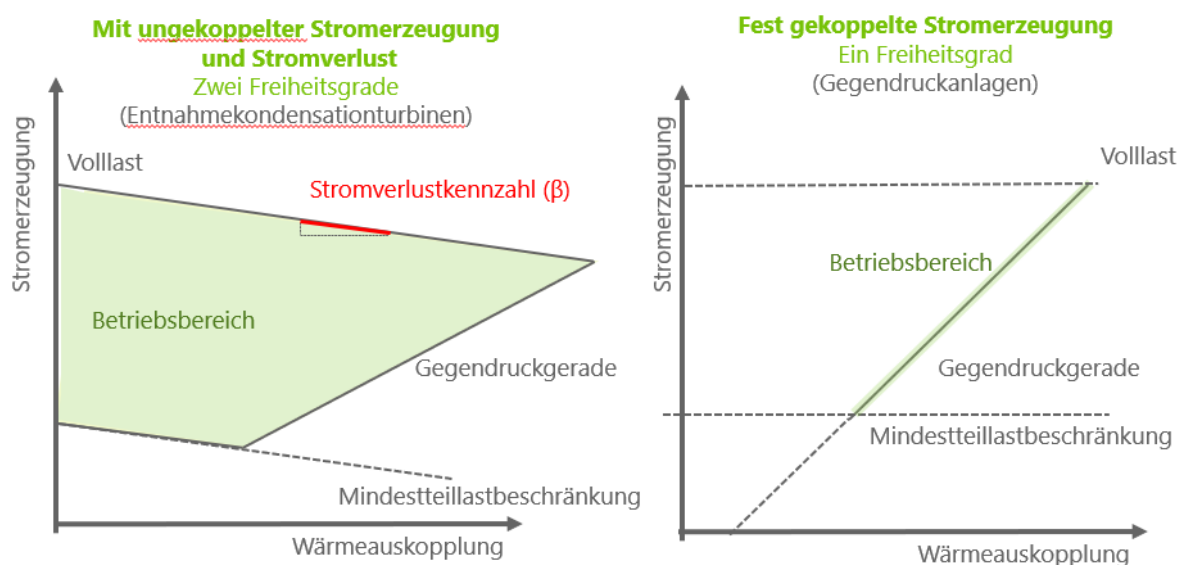 Mit ungekoppelter Stromerzeugung
und Stromverlust
Zwei Freiheitsgrade
(Entnahmekondensationturbinen)
Stromerzeugung
Volllast
Stromverlustkennzahl (β)
Betriebsbereich
Gegendruckgerade
Mindestteillastbeschränkung
Wärmeauskopplung
Fest gekoppelte Stromerzeugung
Ein Freiheitsgrad
(Gegendruckanlagen)
Stromerzeugung
Volllast
Betriebsbereich
Gegendruckgerade
Mindestteillastbeschränkung
Wärmeauskopplung